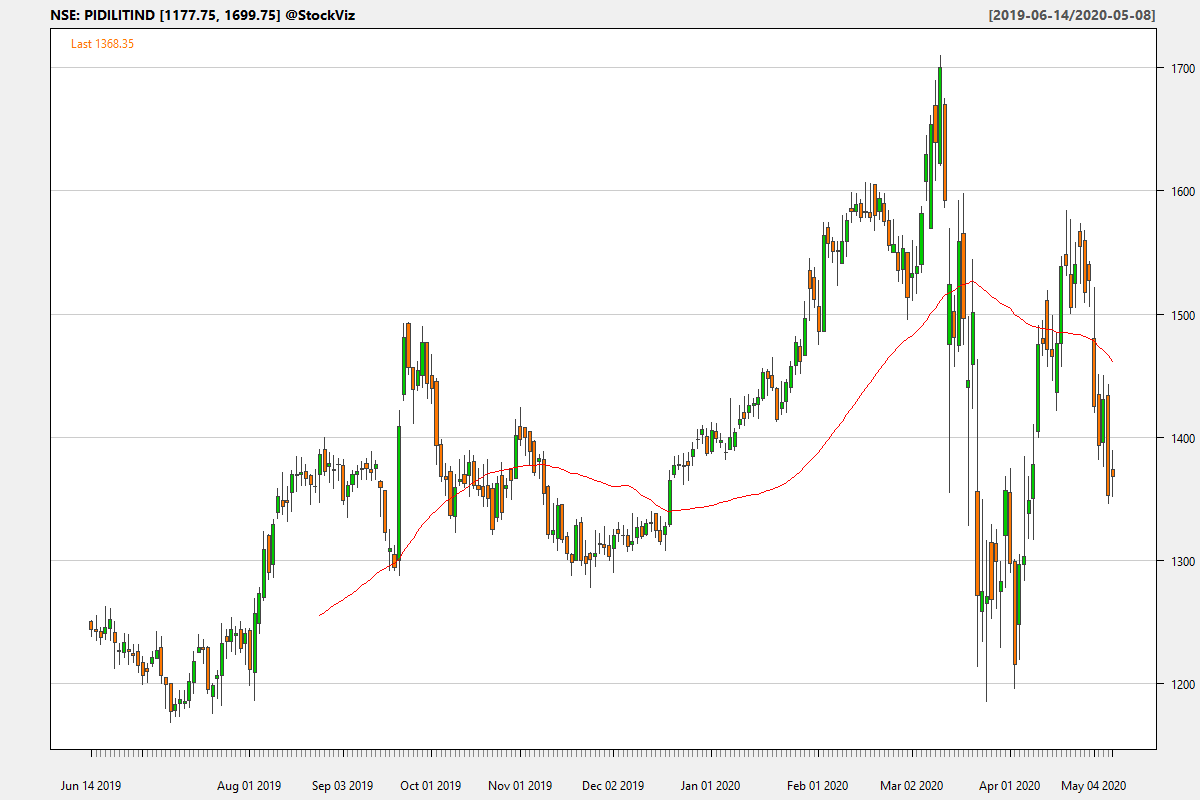 NSE: PIDILITIND [1177.75, 1699.75] @StockViz [2019-06-14/2020-05-08]
Last 1368.35
1700
1600
1500
1400
1300
1200
Jun 14 2019 Aug 01 2019 Sep 03 2019 Oct 01 2019 Nov 01 2019 Dec 02 2019 Jan 01 2020 Feb 01 2020 Mar 02 2020 Apr 01 2020 May 04 2020